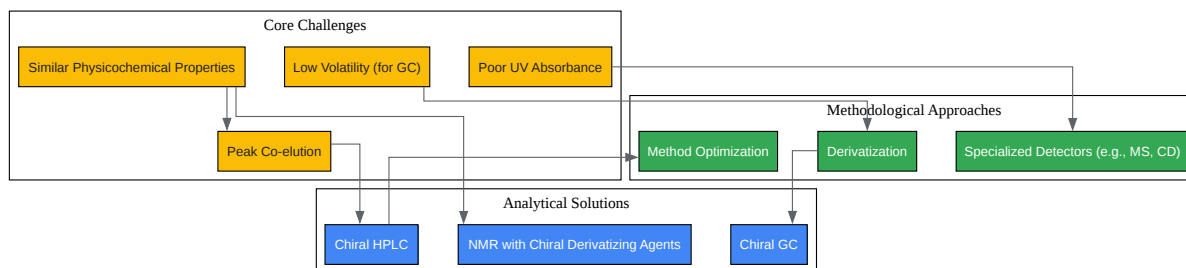 Core Challenges
Similar Physicochemical Properties
Low Volatility (for GC)
Poor UV Absorbance
Peak Co-elution
Methodological Approaches
Method Optimization
Derivatization
Specialized Detectors (e.g., MS, CD)
Analytical Solutions
Chiral HPLC
NMR with Chiral Derivatizing Agents
Chiral GC